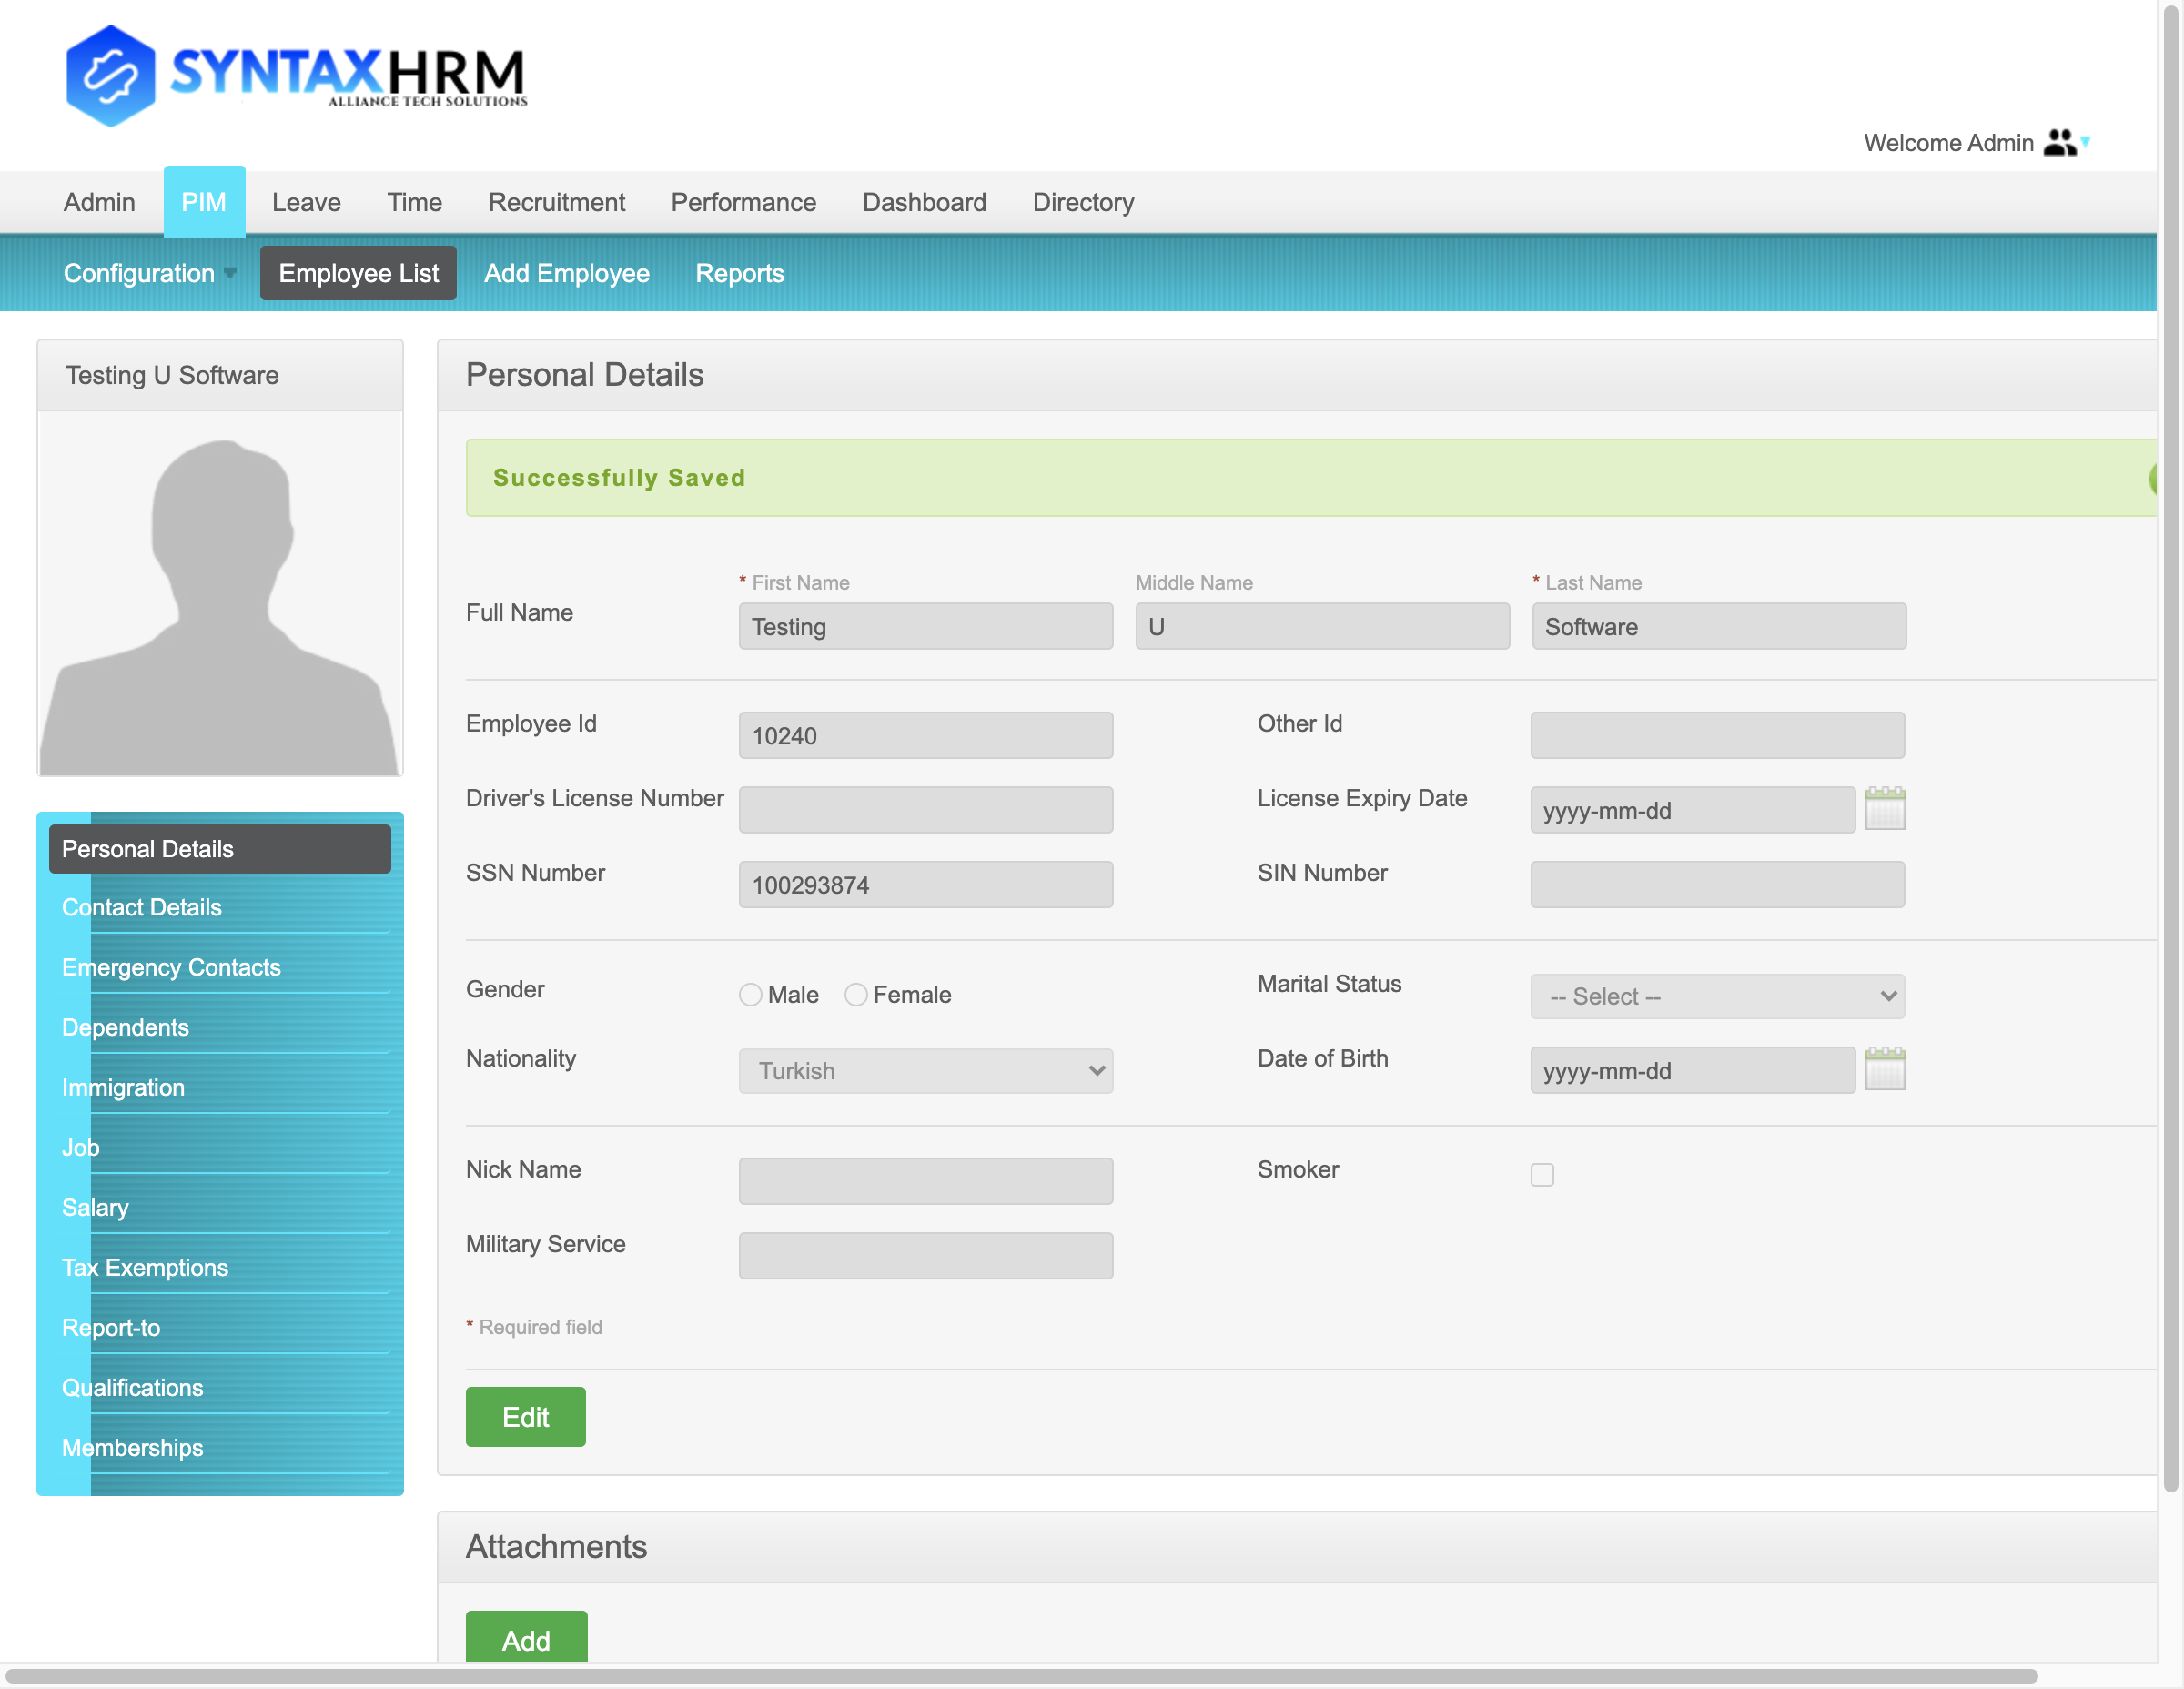 SYNTAXHRM
ALLIANCE TECH SOLUTIONS
Welcome Admin
Admin PIM Leave Time Recruitment Performance Dashboard Directory
Configuration Employee List Add Employee Reports
Testing U Software
Personal Details
Contact Details
Emergency Contacts
Dependents
Immigration
Job
Salary
Tax Exemptions
Report-to
Qualifications
Memberships
Personal Details
Successfully Saved
* First Name Middle Name * Last Name
Full Name Testing U Software
Employee Id 10240 Other Id
Driver's License Number License Expiry Date yyyy-mm-dd
SSN Number 100293874 SIN Number
Gender Male Female Marital Status -- Select --
Nationality Turkish Date of Birth yyyy-mm-dd
Nick Name Smoker
Military Service
* Required field
Edit
Attachments
Add